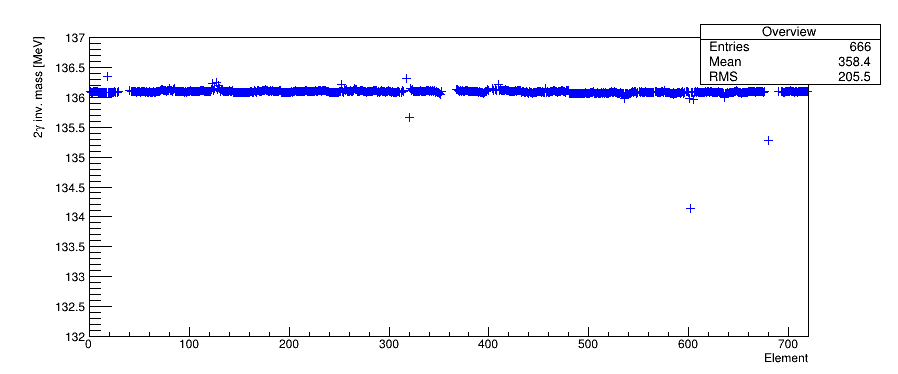 Overview
Entries 666
Mean 358.4
RMS 205.5
2γ inv. mass [MeV]
137
136.5
136
135.5
135
134.5
134
133.5
133
132.5
132
0 100 200 300 400 500 600 700
Element